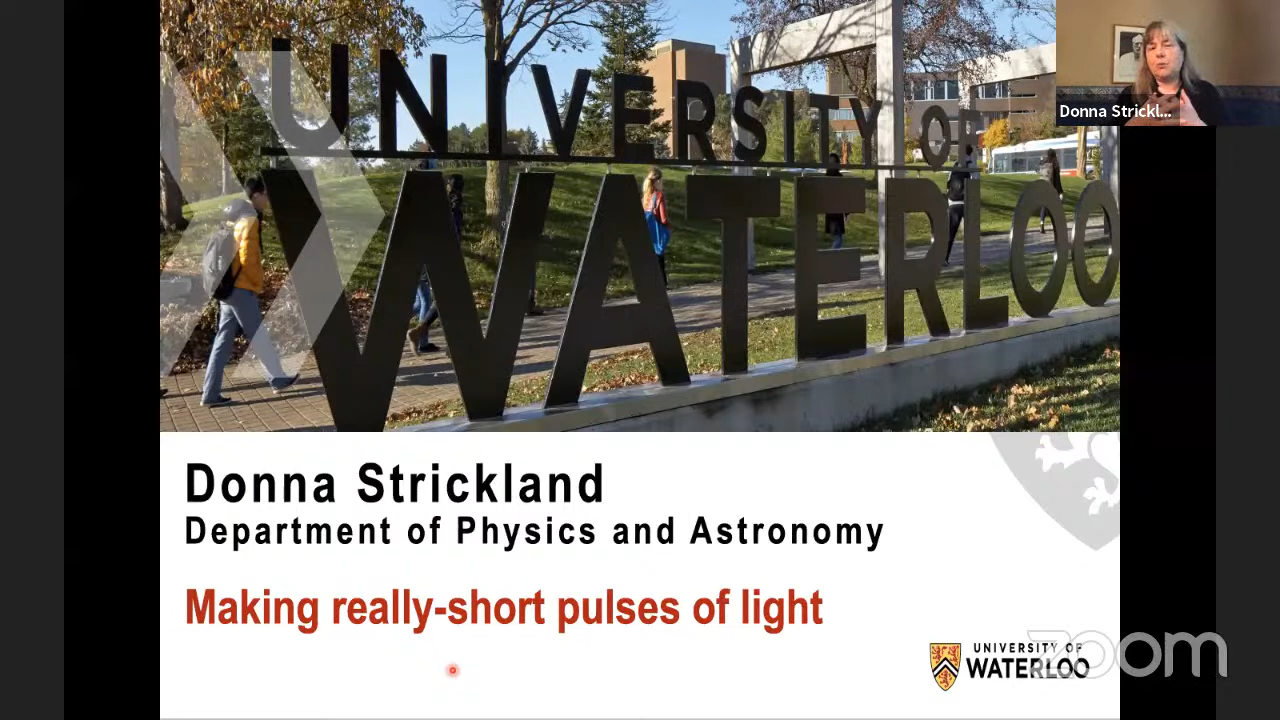 UNIVERSITY OF
WATERLOO
Donna Strickl...
Donna Strickland
Department of Physics and Astronomy
Making really-short pulses of light
UNIVERSITY OF
WATERLOO
zoom